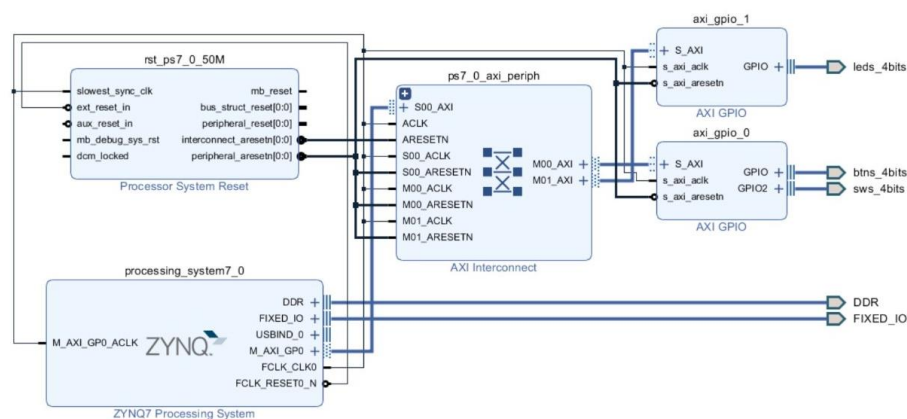 axi_gpio_1
S_AXI
s_axi_aclk
s_axi_aresetn
GPIO
leds_4bits
AXI GPIO
rst_ps7_0_50M
slowest_sync_clk
ext_reset_in
aux_reset_in
mb_debug_sys_rst
dcm_locked
mb_reset
bus_struct_reset[0:0]
peripheral_reset[0:0]
interconnect_aresetn[0:0]
peripheral_aresetn[0:0]
Processor System Reset
ps7_0_axi_periph
S00_AXI
ACLK
ARESETN
S00_ACLK
S00_ARESETN
M00_ACLK
M00_ARESETN
M01_ACLK
M01_ARESETN
M00_AXI
M01_AXI
AXI Interconnect
axi_gpio_0
S_AXI
s_axi_aclk
s_axi_aresetn
GPIO
GPIO2
btns_4bits
sws_4bits
AXI GPIO
processing_system7_0
M_AXI_GP0_ACLK
ZYNQ
DDR
FIXED_IO
USBIND_0
M_AXI_GP0
FCLK_CLK0
FCLK_RESET0_N
ZYNQ7 Processing System
DDR
FIXED_IO